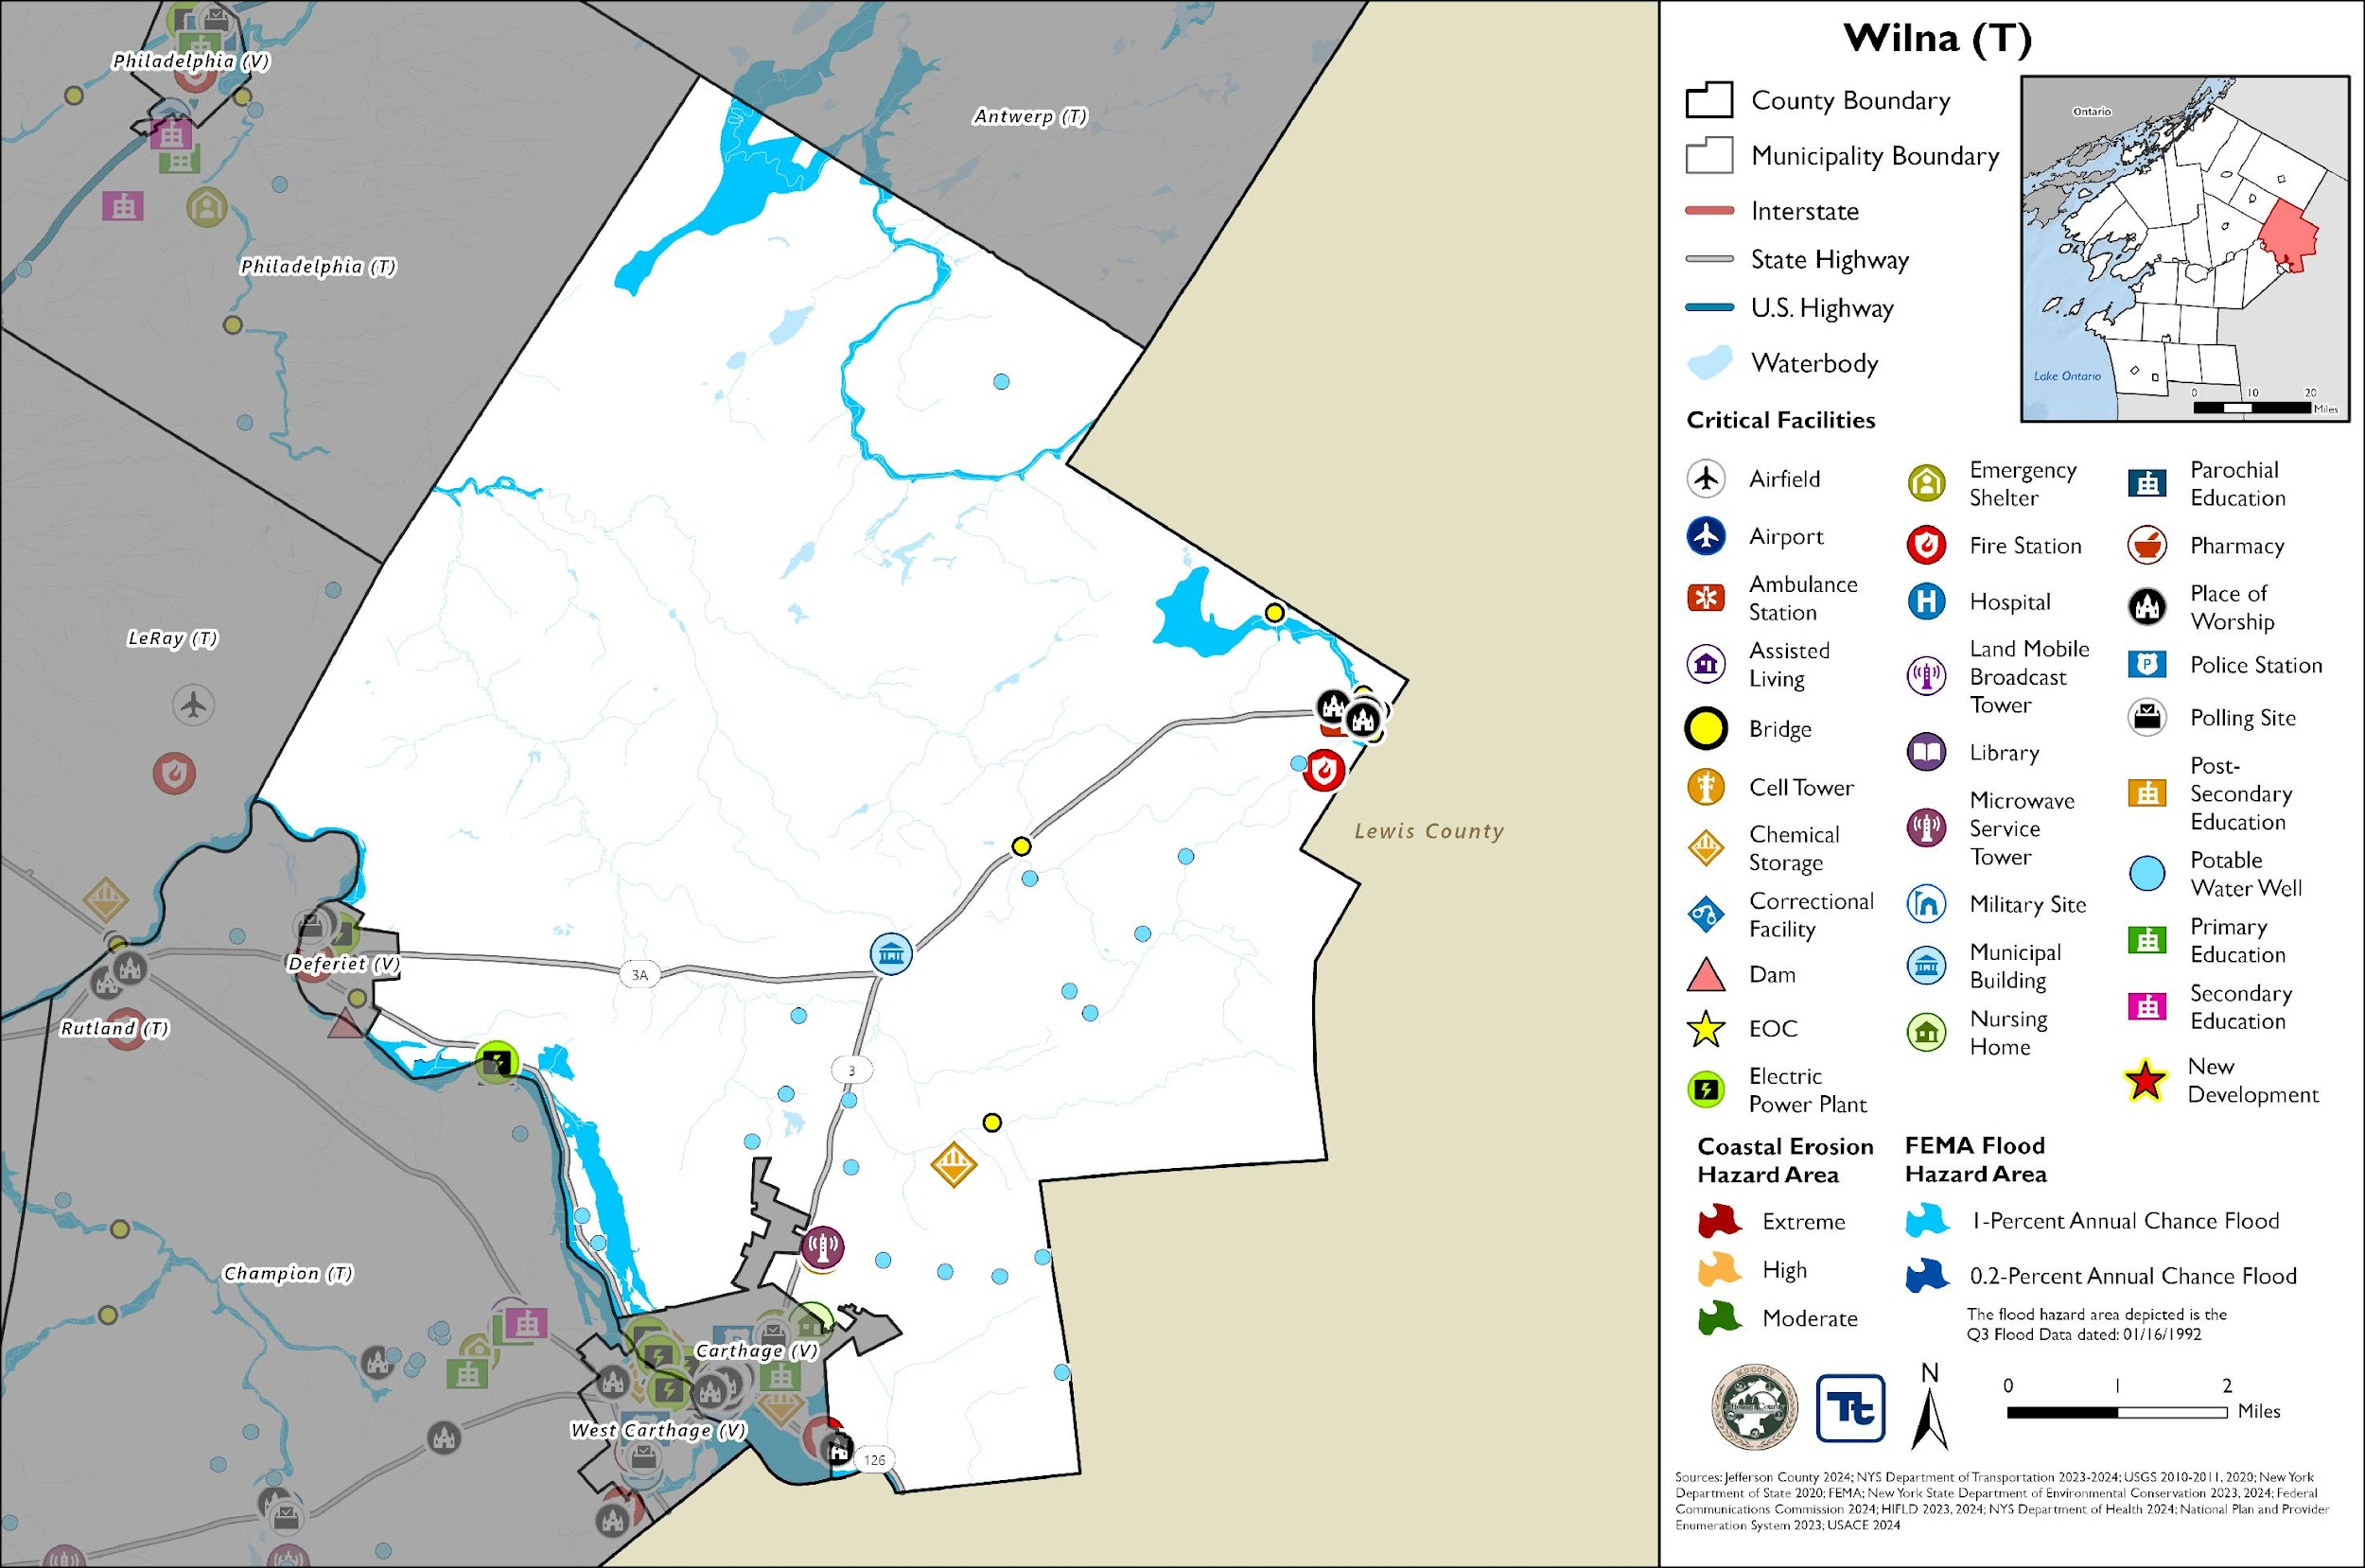 Philadelphia (V)
Antwerp (T)
Philadelphia (T)
LeRay (T)
Lewis County
Deferiet (V)
3A
Rutland (T)
3
Champion (T)
Carthage (V)
West Carthage (V)
126
Wilna (T)
County Boundary
Municipality Boundary
Interstate
State Highway
U.S. Highway
Waterbody
Ontario
Lake Ontario
0 10 20
Miles
Critical Facilities
Airfield
Airport
Ambulance
Station
Assisted
Living
Bridge
Cell Tower
Chemical
Storage
Correctional
Facility
Dam
EOC
Electric
Power Plant
Emergency
Shelter
Fire Station
H
Hospital
Land Mobile
Broadcast
Tower
Library
Microwave
Service
Tower
Military Site
Municipal
Building
Nursing
Home
Parochial
Education
Pharmacy
Place of
Worship
P
Police Station
Polling Site
Post-
Secondary
Education
Potable
Water Well
Primary
Education
Secondary
Education
New
Development
Coastal Erosion
Hazard Area
Extreme
High
Moderate
FEMA Flood
Hazard Area
1-Percent Annual Chance Flood
0.2-Percent Annual Chance Flood
The flood hazard area depicted is the
Q3 Flood Data dated: 01/16/1992
Tt
N
0 1 2
Miles
Sources: Jefferson County 2024; NYS Department of Transportation 2023-2024; USGS 2010-2011, 2020; New York
Department of State 2020; FEMA; New York State Department of Environmental Conservation 2023, 2024; Federal
Communications Commission 2024; HIFLD 2023, 2024; NYS Department of Health 2024; National Plan and Provider
Enumeration System 2023; USACE 2024